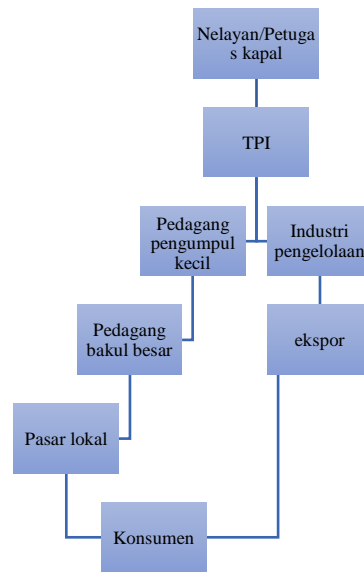 Nelayan/Petuga
s kapal
TPI
Pedagang
pengumpul
kecil
Industri
pengelolaan
Pedagang
bakul besar
ekspor
Pasar lokal
Konsumen